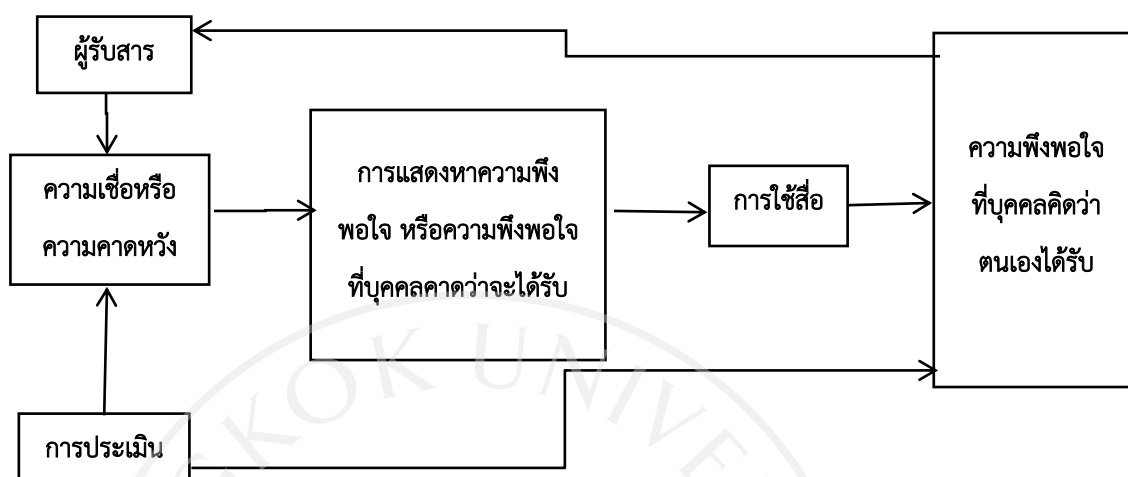 ผู้รับสาร
ความเชื่อหรือ
ความคาดหวัง
การประเมิน
การแสดงหาความพึง
พอใจ หรือความพึงพอใจ
ที่บุคคลคาดว่าจะได้รับ
การใช้สื่อ
ความพึงพอใจ
ที่บุคคลคิดว่า
ตนเองได้รับ
GKOK UNIVE